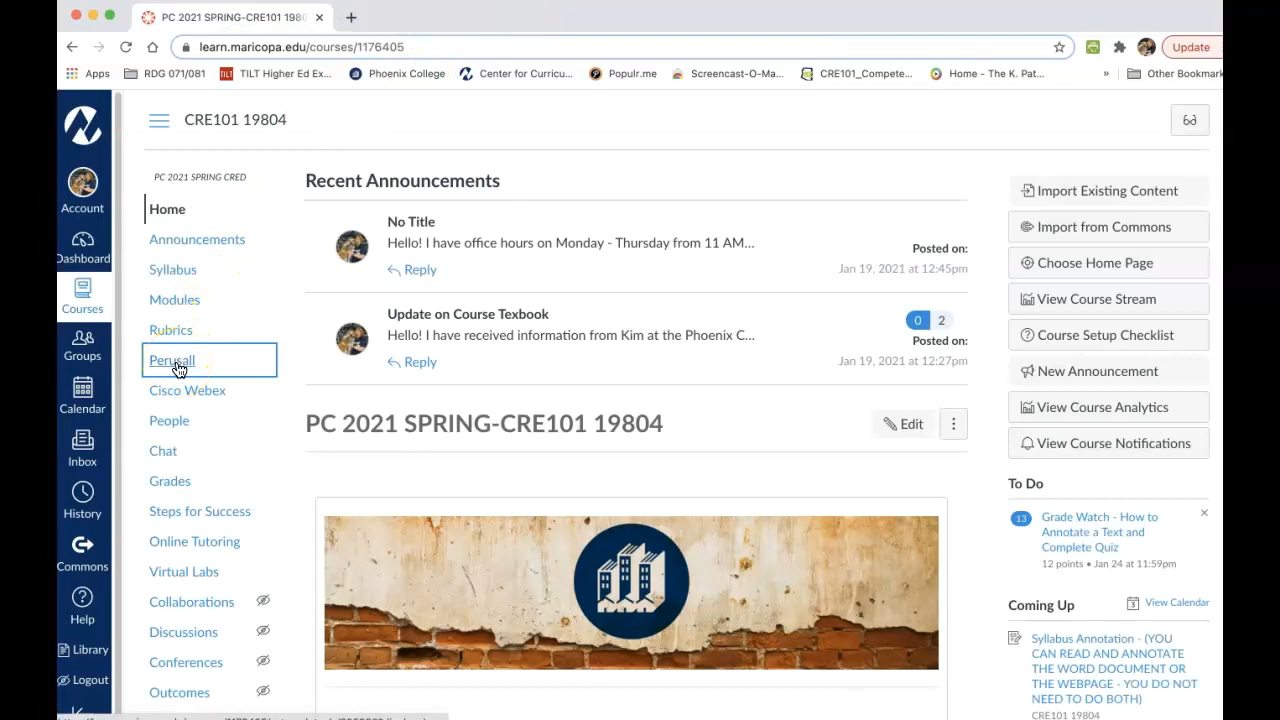 PC 2021 SPRING-CRE101 1980
learn.maricopa.edu/courses/1176405
Update
Apps
RDG 071/081
TILT Higher Ed Ex...
Phoenix College
Center for Curricu...
Populr.me
Screencast-O-Ma...
CRE101_Compete...
Home - The K. Pat...
»
Other Bookmark
CRE101 19804
Account
Dashboard
Courses
Groups
Calendar
Inbox
History
Commons
Help
Library
Logout
PC 2021 SPRING CRED
Home
Announcements
Syllabus
Modules
Rubrics
Perusall
Cisco Webex
People
Chat
Grades
Steps for Success
Online Tutoring
Virtual Labs
Collaborations
Discussions
Conferences
Outcomes
Recent Announcements
No Title
Hello! I have office hours on Monday - Thursday from 11 AM...
Reply
Posted on:
Jan 19, 2021 at 12:45pm
Update on Course Texbook
Hello! I have received information from Kim at the Phoenix C...
Reply
0 2
Posted on:
Jan 19, 2021 at 12:27pm
PC 2021 SPRING-CRE101 19804
Edit
Import Existing Content
Import from Commons
Choose Home Page
View Course Stream
Course Setup Checklist
New Announcement
View Course Analytics
View Course Notifications
To Do
13
Grade Watch - How to
Annotate a Text and
Complete Quiz
12 points • Jan 24 at 11:59pm
Coming Up
View Calendar
Syllabus Annotation - (YOU
CAN READ AND ANNOTATE
THE WORD DOCUMENT OR
THE WEBPAGE - YOU DO NOT
NEED TO DO BOTH)
CRE101 19804